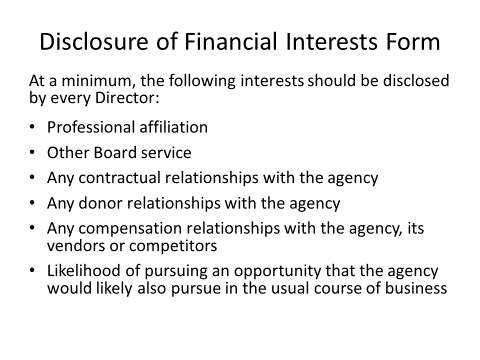 Disclosure of Financial Interests Form
At a minimum, the following interests should be disclosed
by every Director:
• Professional affiliation
• Other Board service
• Any contractual relationships with the agency
• Any donor relationships with the agency
• Any compensation relationships with the agency, its
vendors or competitors
• Likelihood of pursuing an opportunity that the agency
would likely also pursue in the usual course of business